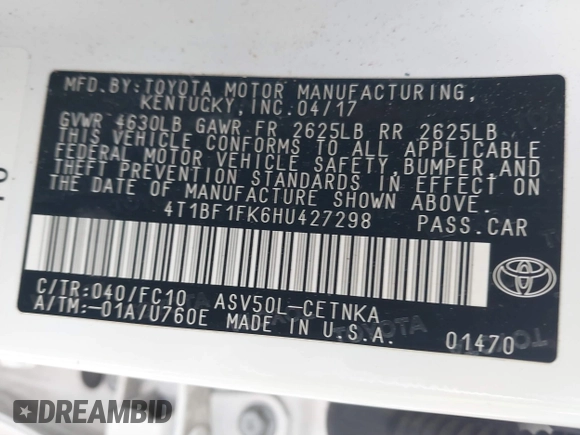 MFD.BY:TOYOTA MOTOR MANUFACTURING,
KENTUCKY, INC.04/17
GVWR 4630LB GAWR FR 2625LB RR 2625LB
THIS VEHICLE CONFORMS TO ALL APPLICABLE
FEDERAL MOTOR VEHICLE SAFETY,BUMPER,AND
THEFT PREVENTION STANDARDS IN EFFECT ON
THE DATE OF MANUFACTURE SHOWN ABOVE.
4T1BF1FK6HU427298 PASS.CAR
C/TR:040/FC10 ASV50L-CETNKA
A/TM:-01A/U760E MADE IN U.S.A.
01470
TOYOTA
DREAMBID